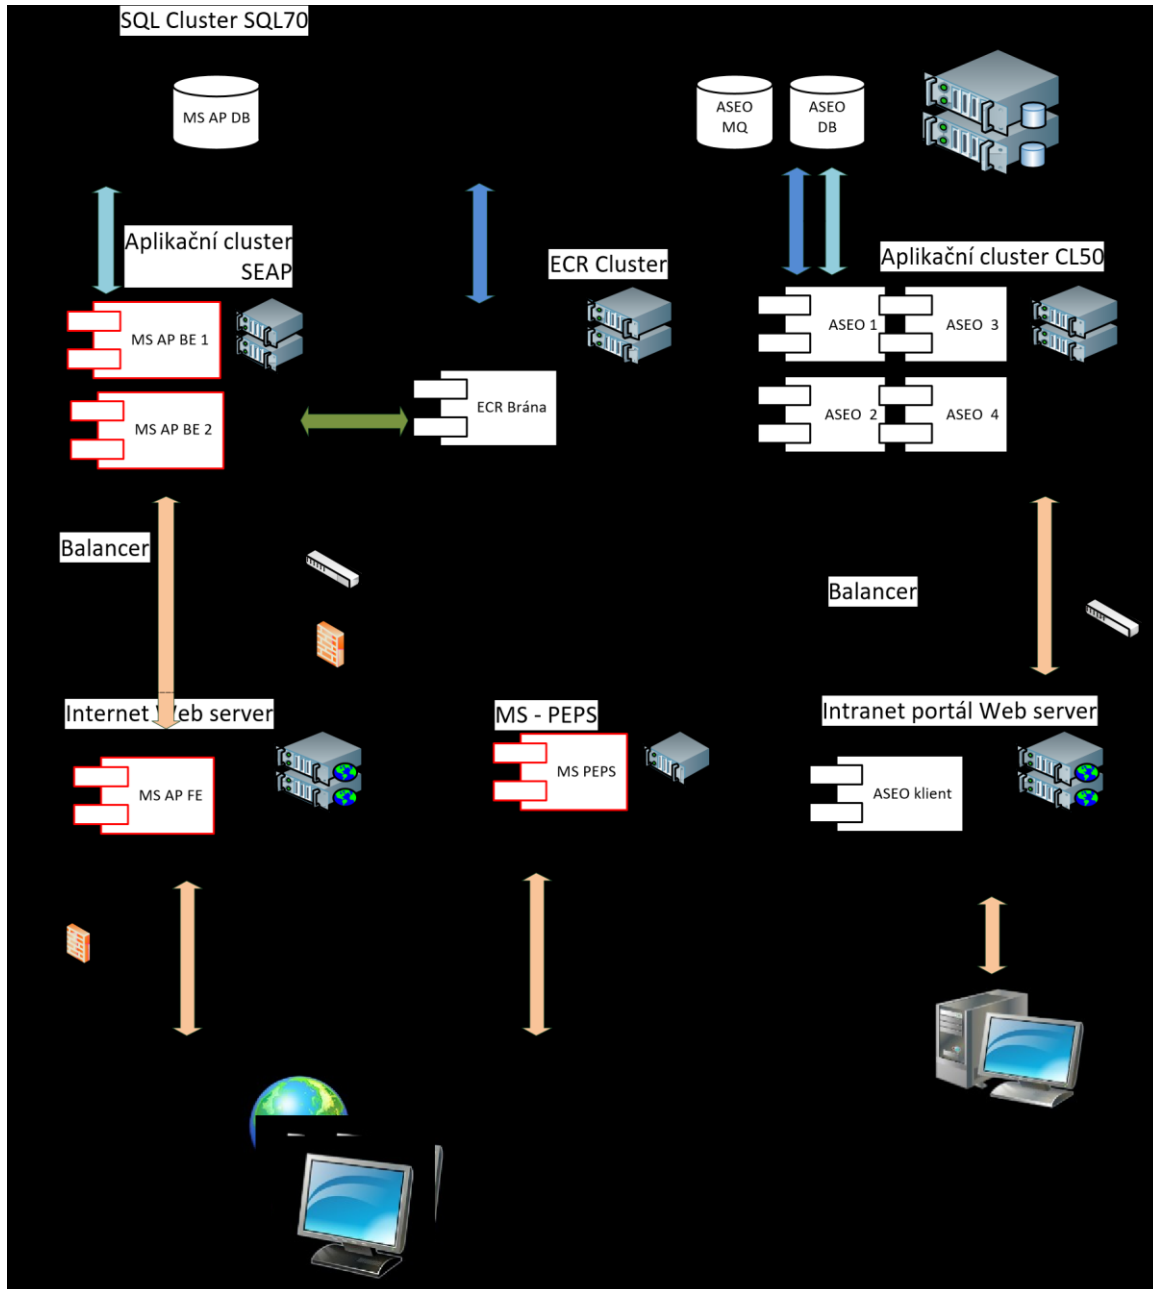 SQL Cluster SQL70
MS AP DB
ASEO
MQ
ASEO
DB
Aplikační cluster
SEAP
ECR Cluster
Aplikační cluster CL50
MS AP BE 1
ASEO 1
ASEO 3
MS AP BE 2
ECR Brána
ASEO 2
ASEO 4
Balancer
Balancer
Internet Web server
MS - PEPS
Intranet portál Web server
MS AP FE
MS PEPS
ASEO klient